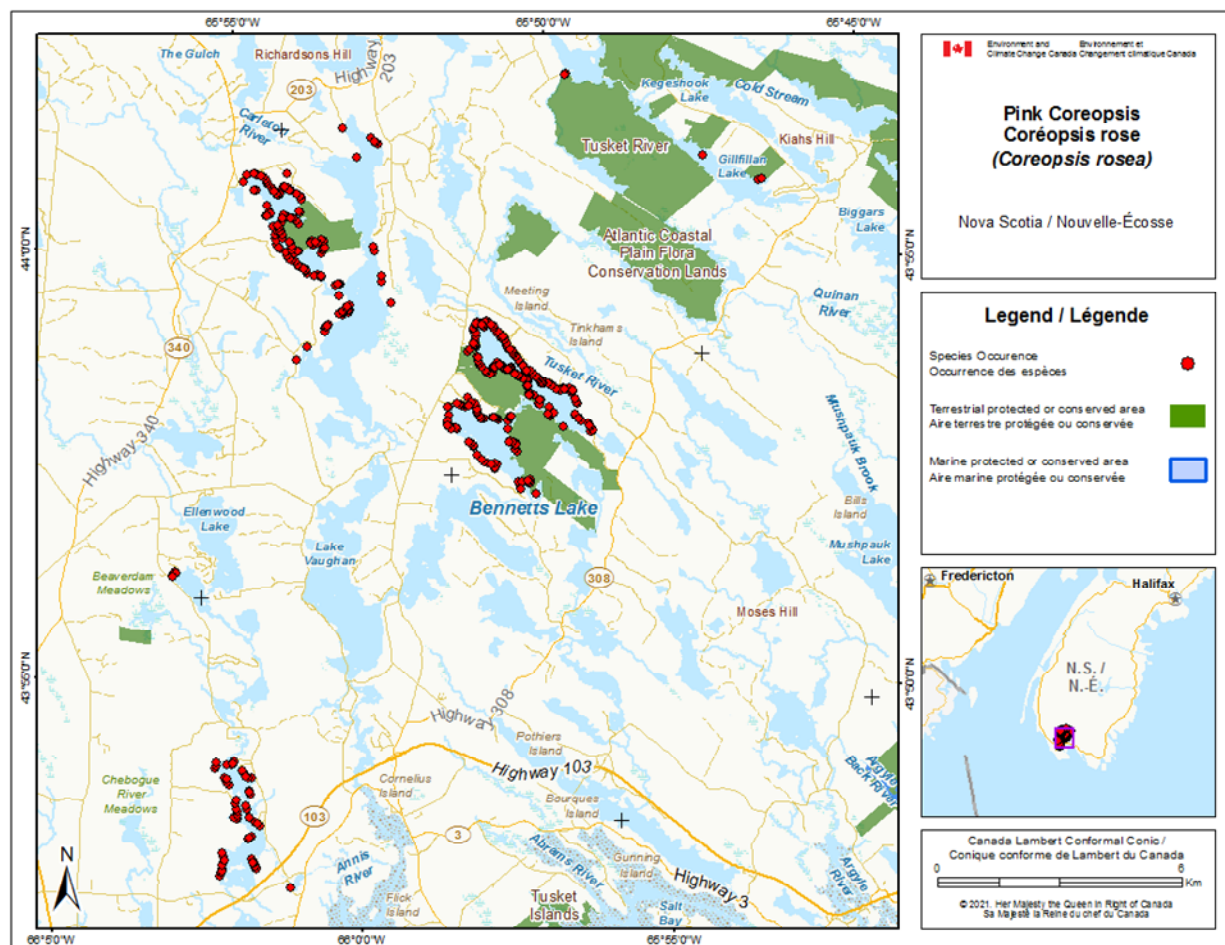 65°55'0"W
65°50'0"W
65°45'0"W
The Gulch
Richardsons Hill
Highway 203
203
Carleton River
Kegeshook Lake
Cold Stream
Tusket River
Kiahs Hill
Gillfillan Lake
Biggars Lake
44°0'0"N
43°55'0"N
Atlantic Coastal
Plain Flora
Conservation Lands
Meeting Island
Quinan River
Tinkhams Island
340
Tusket River
Highway 340
Mushpatik Brook
Bennetts Lake
Bills Island
Ellenwood Lake
Lake Vaughan
Mushpauk Lake
Beaverdam Meadows
308
Moses Hill
43°55'0"N
43°50'0"N
Highway 308
Pothiers Island
Highway 103
Argyle Back River
Chebogue River Meadows
Cornelius Island
Bourques Island
103
3
Annis River
Abrams River
Gunning Island
Argyle River
Highway 3
Flick Island
Tusket Islands
Salt Bay
N
66°50'0"W
66°00'0"W
65°55'0"W
Environment and Climate Change Canada
Environnement et Changement climatique Canada
Pink Coreopsis
Coréopsis rose
(Coreopsis rosea)
Nova Scotia / Nouvelle-Écosse
Legend / Légende
Species Occurence
Occurrence des espèces
Terrestrial protected or conserved area
Aire terrestre protégée ou conservée
Marine protected or conserved area
Aire marine protégée ou conservée
Fredericton
Halifax
N.S. /
N.-É.
Canada Lambert Conformal Conic /
Conique conforme de Lambert du Canada
0 6
Km
© 2021. Her Majesty the Queen in Right of Canada
Sa Majesté la Reine du chef du Canada